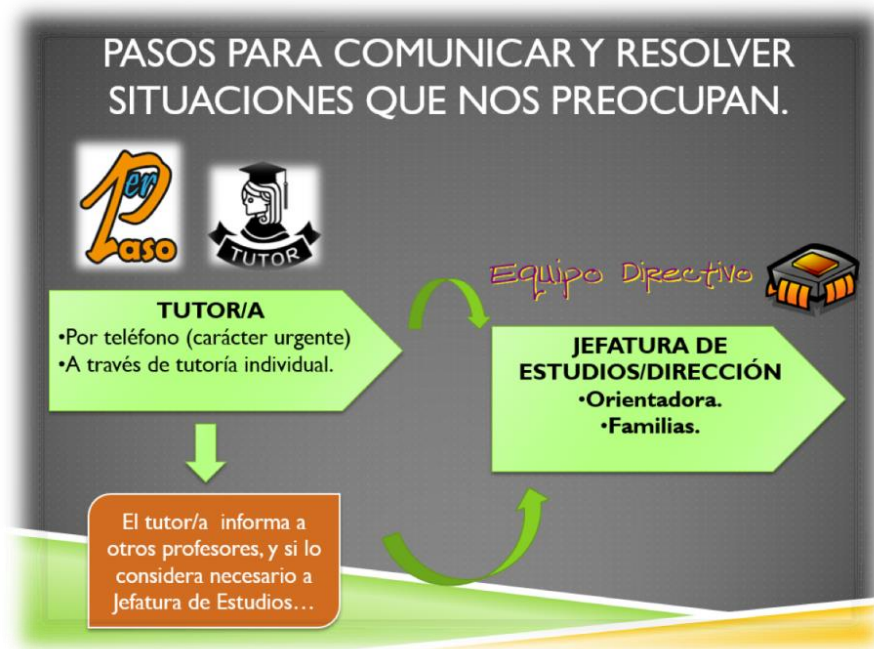 PASOS PARA COMUNICAR Y RESOLVER
SITUACIONES QUE NOS PREOCUPAN.
1er Paso
TUTOR
Equipo Directivo
TUTOR/A
•Por teléfono (carácter urgente)
•A través de tutoría individual.
JEFATURA DE
ESTUDIOS/DIRECCIÓN
•Orientadora.
•Familias.
El tutor/a informa a
otros profesores, y si lo
considera necesario a
Jefatura de Estudios…